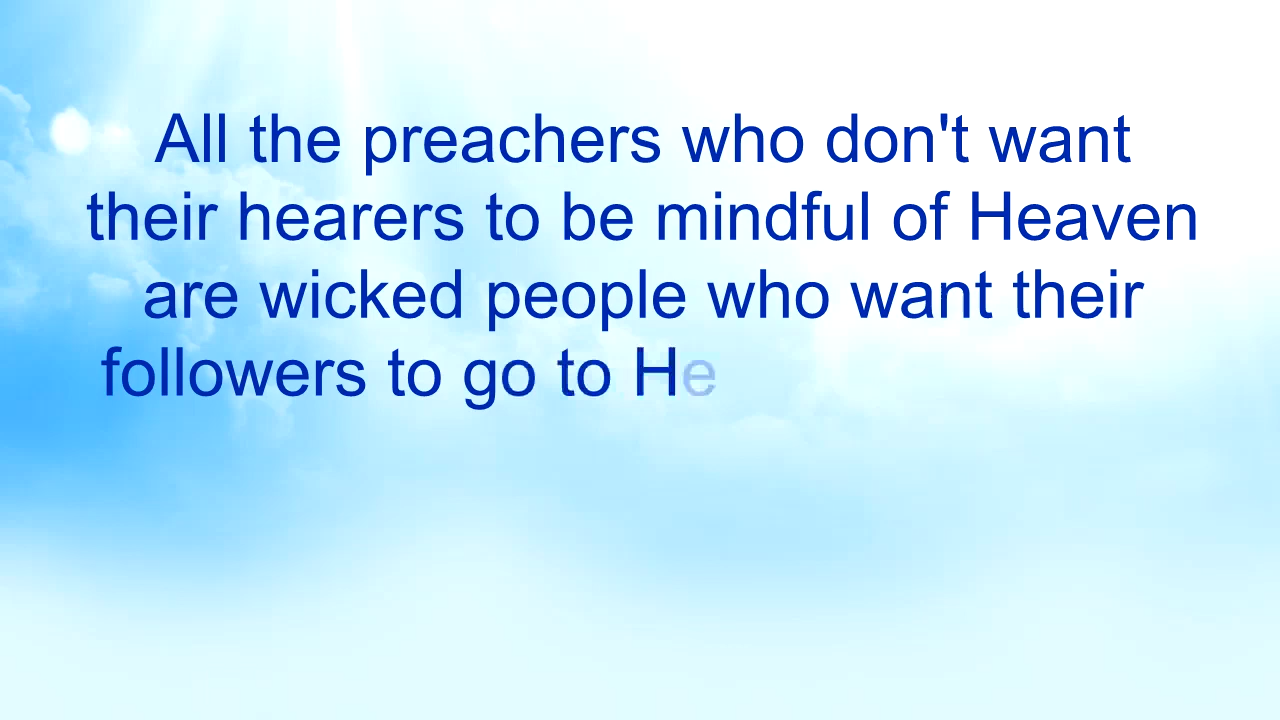 All the preachers who don't want
their hearers to be mindful of Heaven
are wicked people who want their
followers to go to He